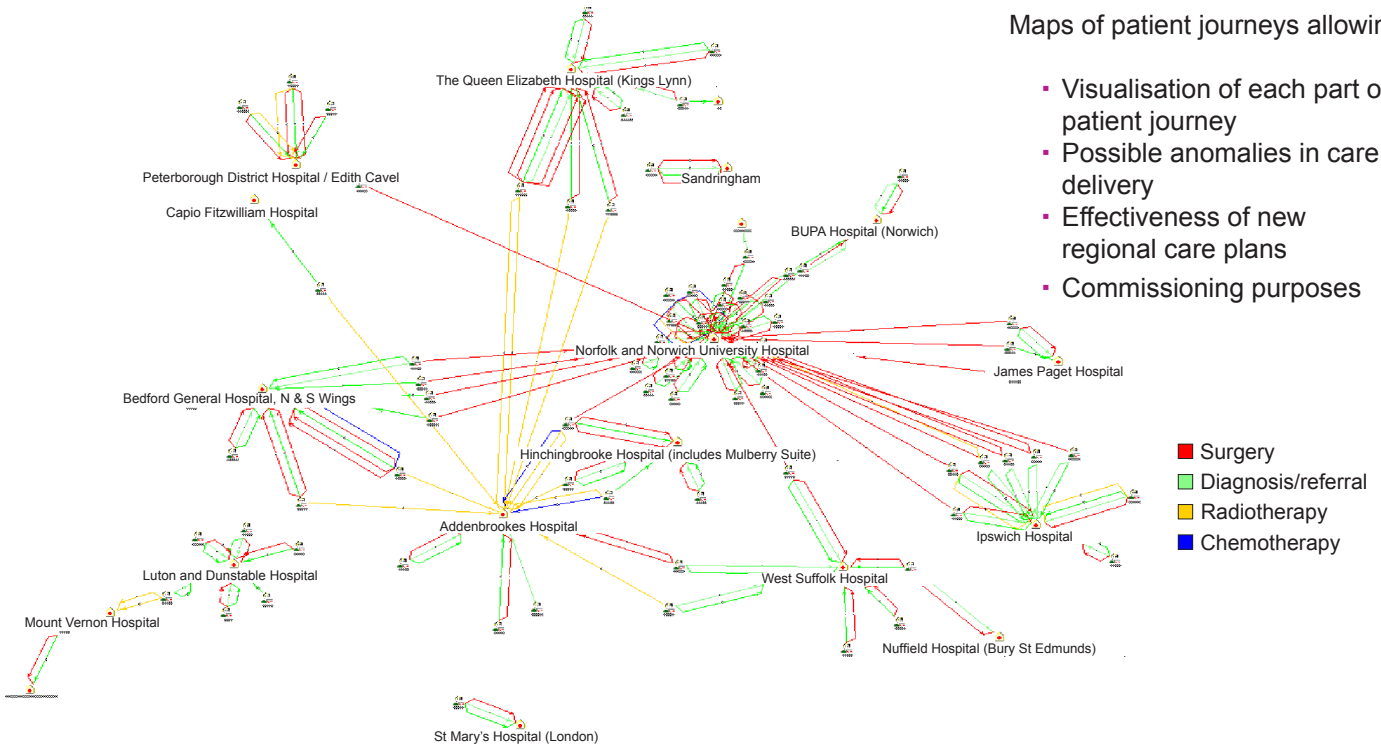 Maps of patient journeys allowin
▪ Visualisation of each part o
patient journey
▪ Possible anomalies in care
delivery
▪ Effectiveness of new
regional care plans
▪ Commissioning purposes
The Queen Elizabeth Hospital (Kings Lynn)
Peterborough District Hospital / Edith Cavel
Sandringham
Capio Fitzwilliam Hospital
BUPA Hospital (Norwich)
Norfolk and Norwich University Hospital
James Paget Hospital
Bedford General Hospital, N & S Wings
Hinchingbrooke Hospital (includes Mulberry Suite)
Surgery
Diagnosis/referral
Radiotherapy
Chemotherapy
Addenbrookes Hospital
Ipswich Hospital
Luton and Dunstable Hospital
West Suffolk Hospital
Mount Vernon Hospital
Nuffield Hospital (Bury St Edmunds)
St Mary's Hospital (London)